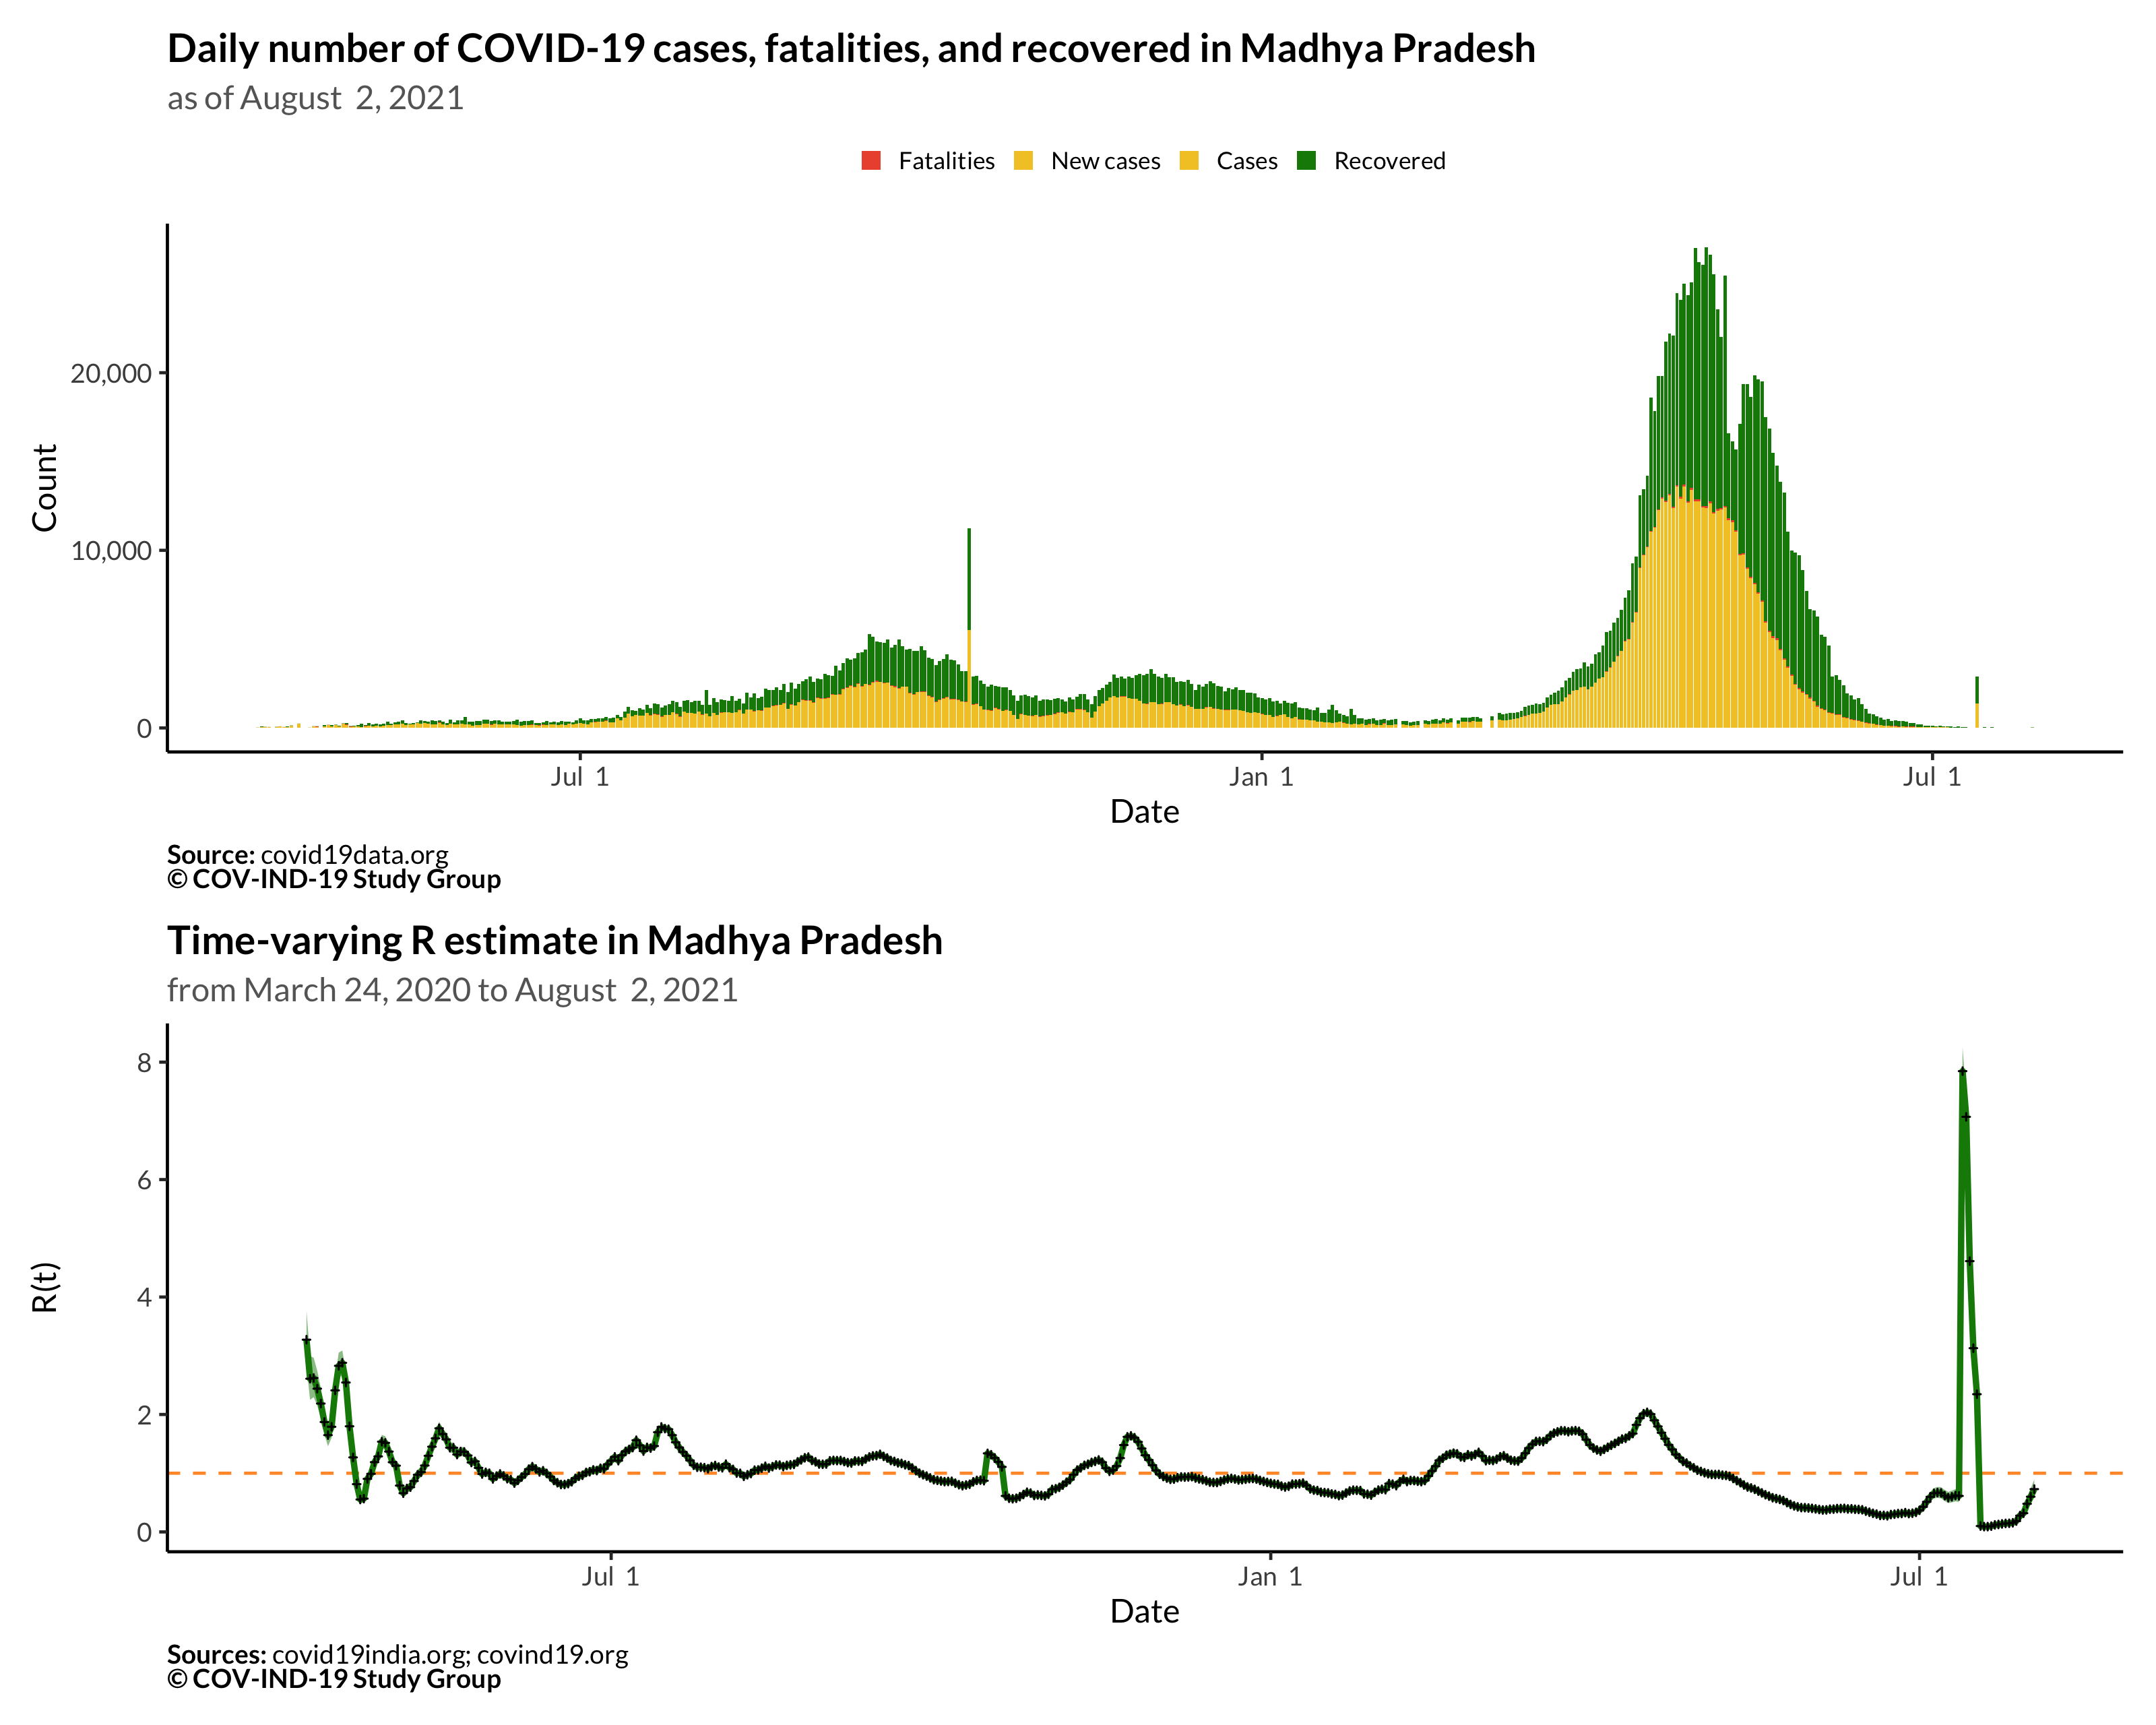 Daily number of COVID-19 cases, fatalities, and recovered in Madhya Pradesh
as of August  2, 2021
Fatalities New cases Cases Recovered
Count
20,000
10,000
0
Jul  1 Jan  1 Jul  1
Date
Source: covid19data.org
© COV-IND-19 Study Group
Time-varying R estimate in Madhya Pradesh
from March 24, 2020 to August  2, 2021
R(t)
8
6
4
2
0
Jul  1 Jan  1 Jul  1
Date
Sources: covid19india.org; covind19.org
© COV-IND-19 Study Group